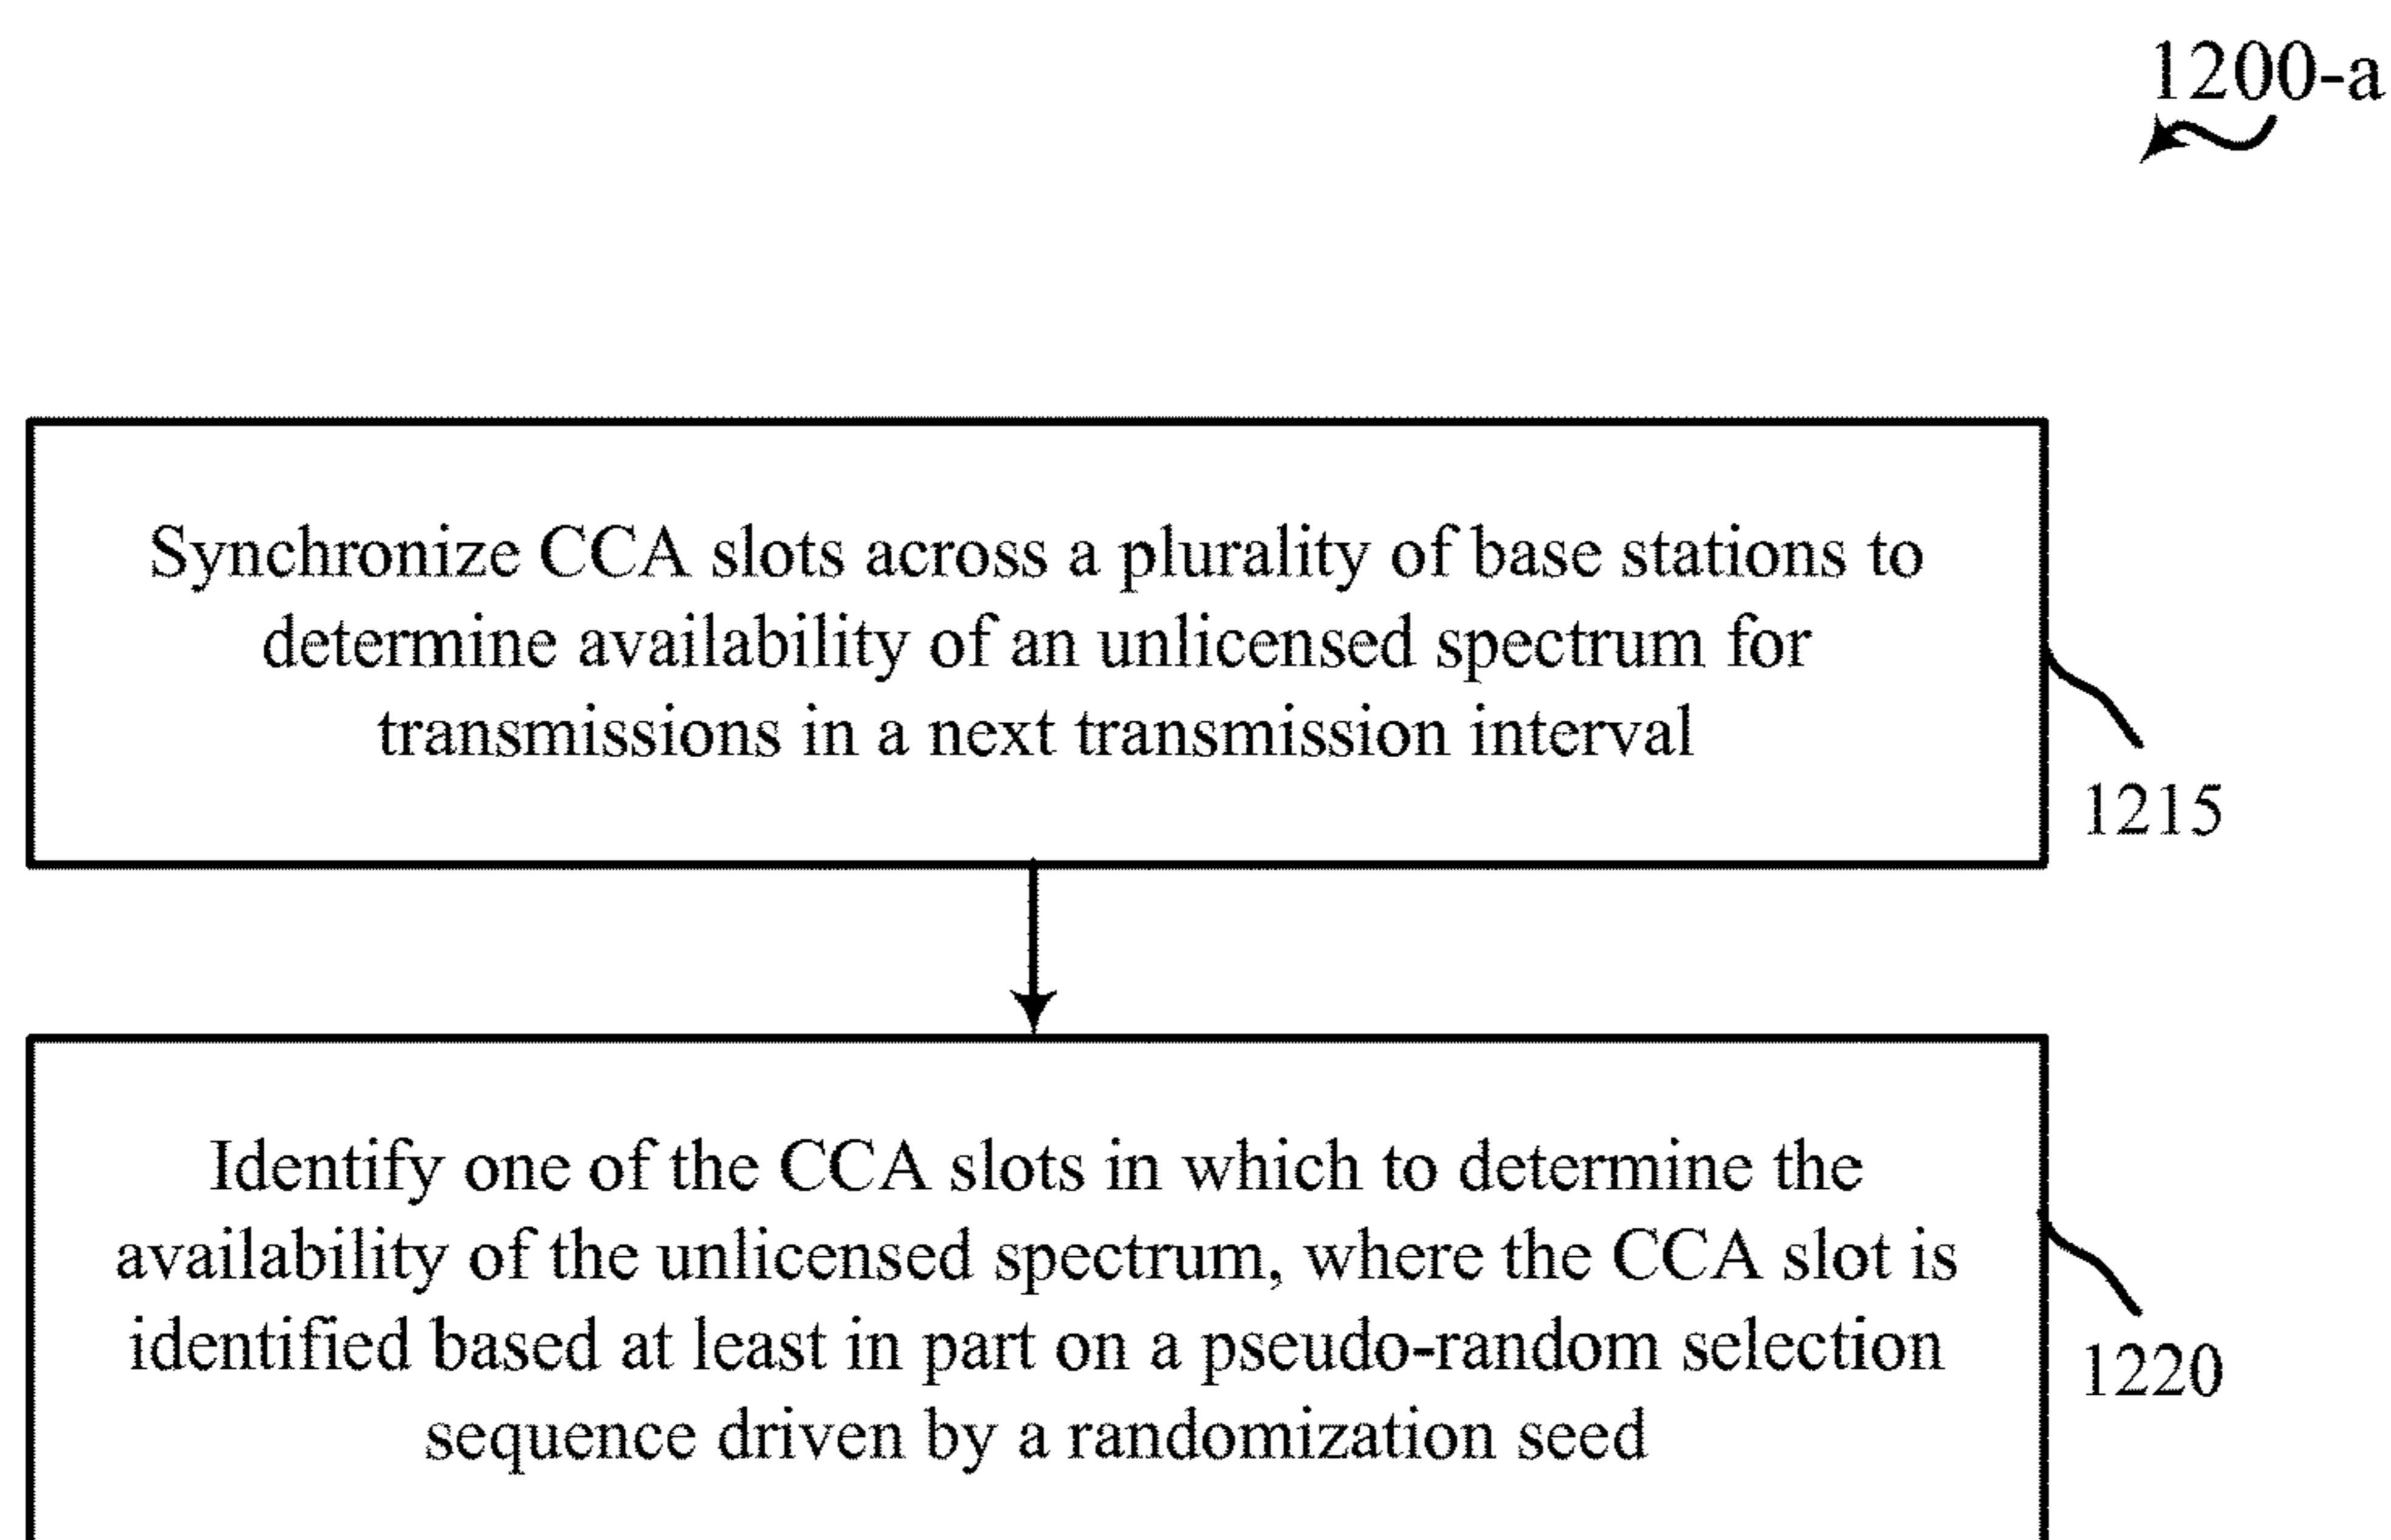 1200-a
Synchronize CCA slots across a plurality of base stations to
determine availability of an unlicensed spectrum for
transmissions in a next transmission interval
1215
Identify one of the CCA slots in which to determine the
availability of the unlicensed spectrum, where the CCA slot is
identified based at least in part on a pseudo-random selection
sequence driven by a randomization seed
1220